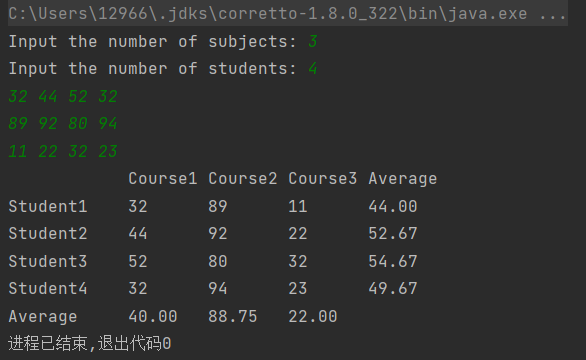 C:\Users\12966\.jdks\corretto-1.8.0_322\bin\java.exe ...
Input the number of subjects: 3
Input the number of students: 4
32 44 52 32
89 92 80 94
11 22 32 23
Course1 Course2 Course3 Average
Student1 32 89 11 44.00
Student2 44 92 22 52.67
Student3 52 80 32 54.67
Student4 32 94 23 49.67
Average 40.00 88.75 22.00
进程已结束,退出代码0